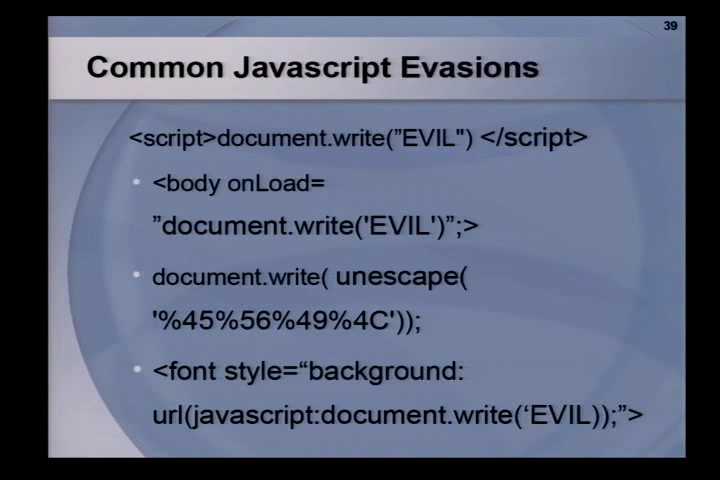 39
Common Javascript Evasions
<script>document.write(”EVIL") </script>
• <body onLoad=
”document.write('EVIL')”;>
• document.write( unescape(
'%45%56%49%4C'));
• <font style=“background:
url(javascript:document.write(‘EVIL));”>